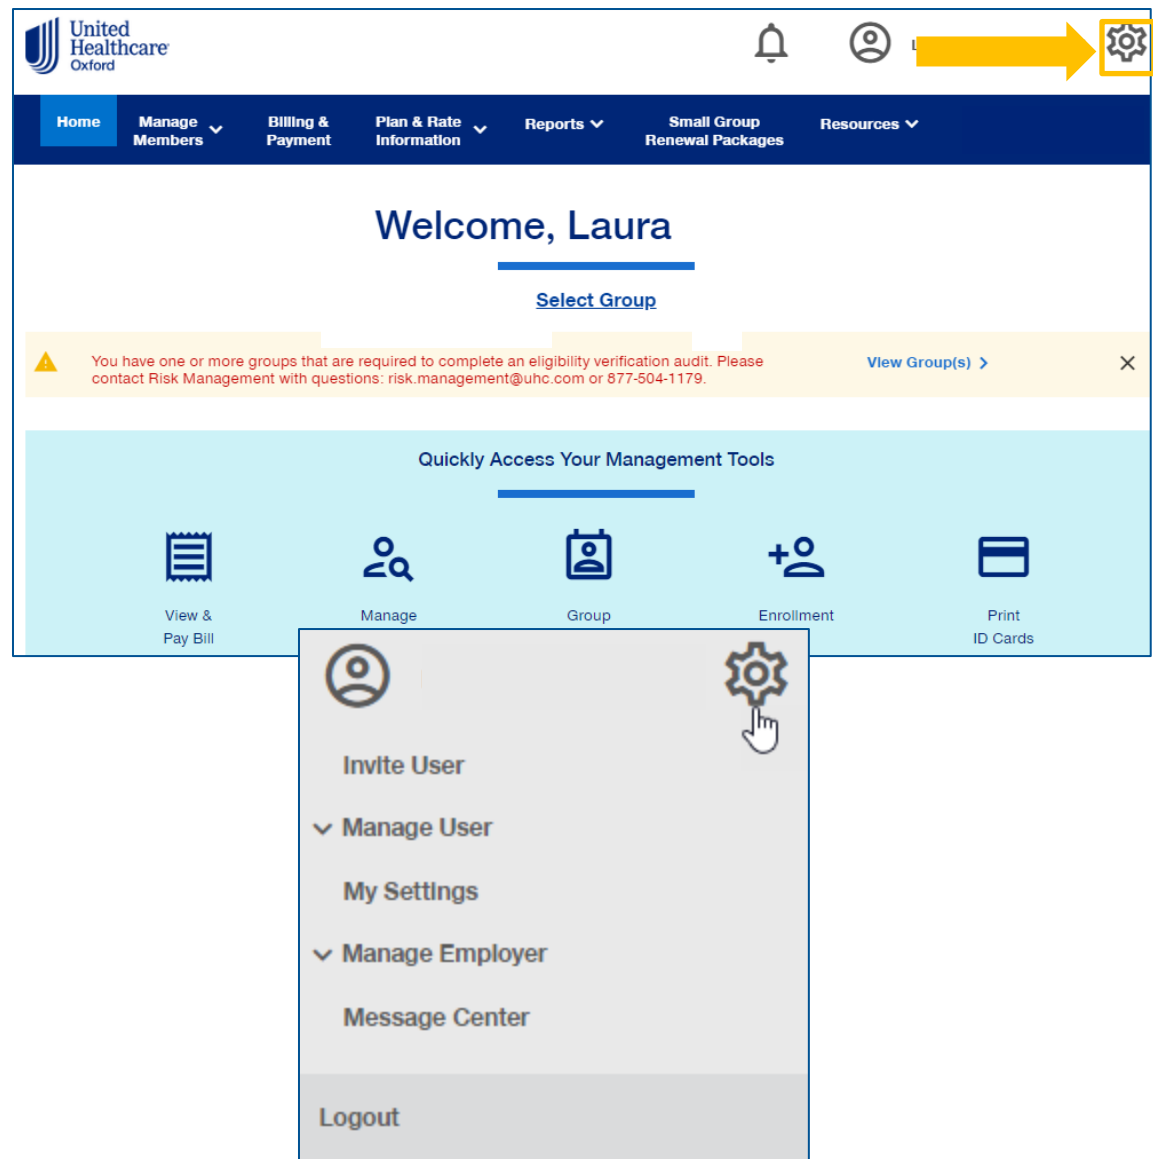 United
Healthcare
Oxford
Home
Manage
Members
Billing &
Payment
Plan & Rate
Information
Reports
Small Group
Renewal Packages
Resources
Welcome, Laura
Select Group
You have one or more groups that are required to complete an eligibility verification audit. Please
contact Risk Management with questions: risk.management@uhc.com or 877-504-1179.
View Group(s)
Quickly Access Your Management Tools
View &
Pay Bill
Manage
Group
Enrollment
Print
ID Cards
Invite User
Manage User
My Settings
Manage Employer
Message Center
Logout